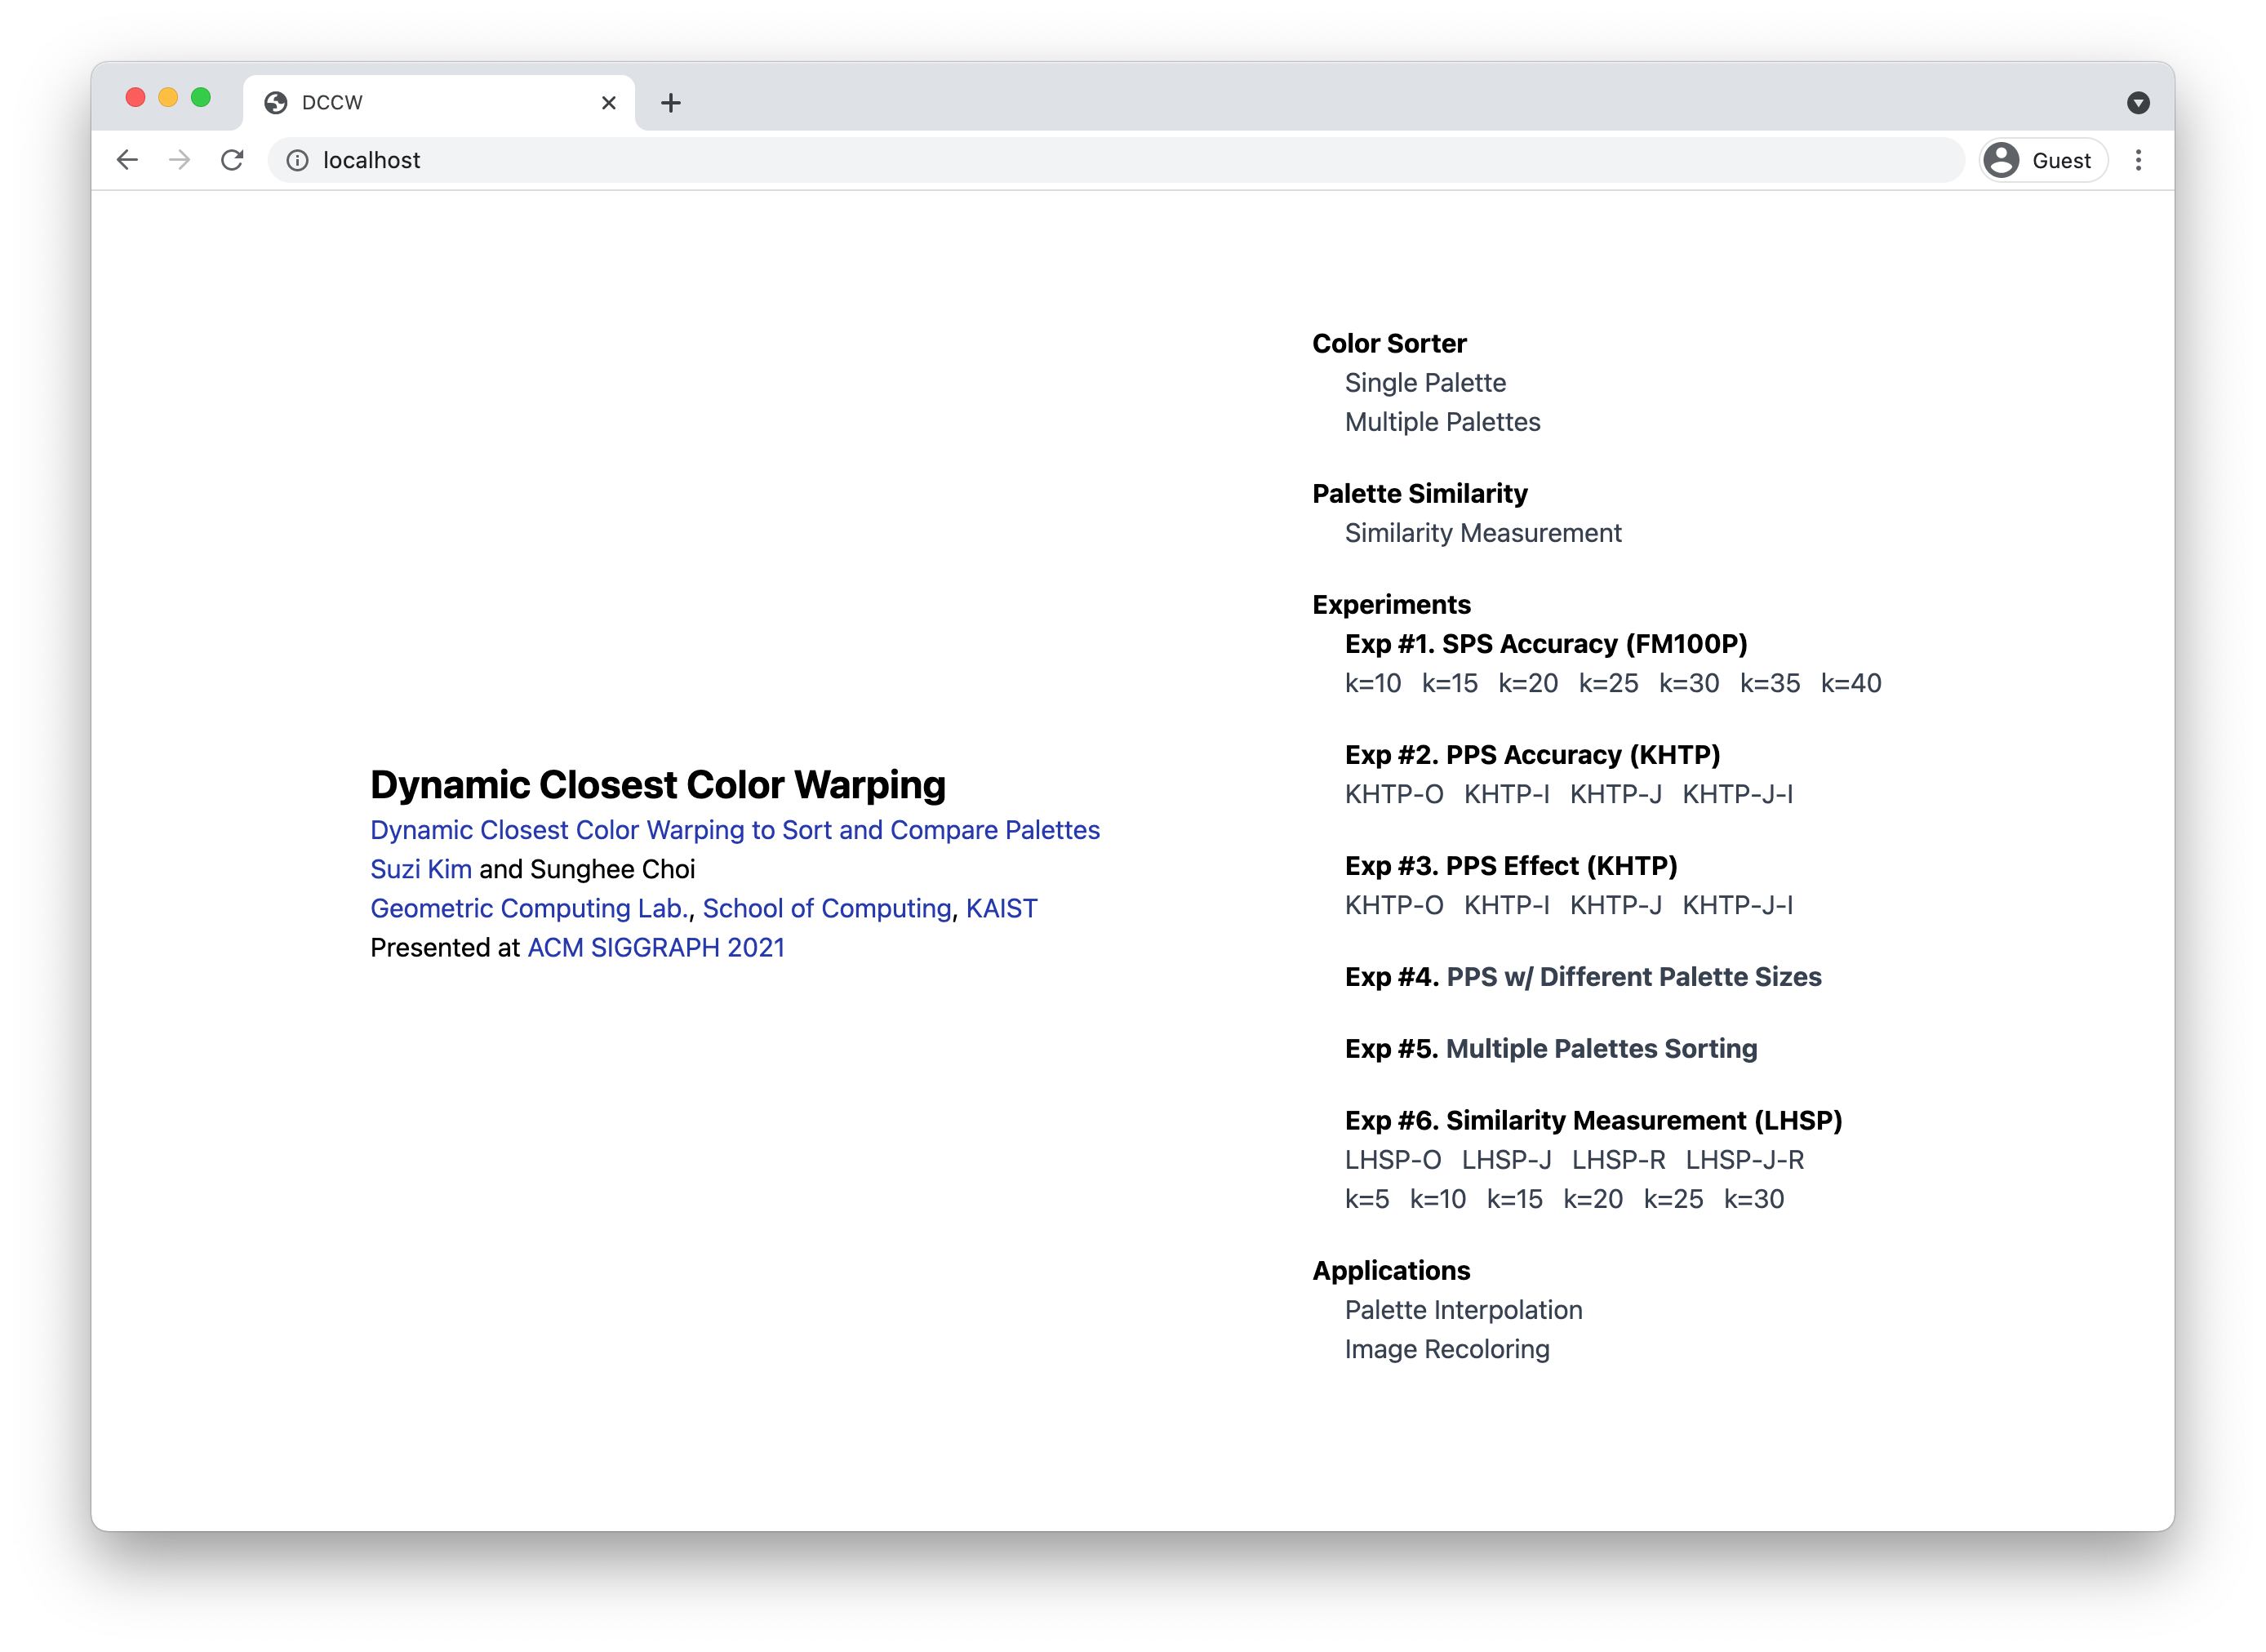 DCCW
localhost
Guest
Dynamic Closest Color Warping
Dynamic Closest Color Warping to Sort and Compare Palettes
Suzi Kim and Sunghee Choi
Geometric Computing Lab., School of Computing, KAIST
Presented at ACM SIGGRAPH 2021
Color Sorter
Single Palette
Multiple Palettes
Palette Similarity
Similarity Measurement
Experiments
Exp #1. SPS Accuracy (FM100P)
k=10 k=15 k=20 k=25 k=30 k=35 k=40
Exp #2. PPS Accuracy (KHTP)
KHTP-O KHTP-I KHTP-J KHTP-J-I
Exp #3. PPS Effect (KHTP)
KHTP-O KHTP-I KHTP-J KHTP-J-I
Exp #4. PPS w/ Different Palette Sizes
Exp #5. Multiple Palettes Sorting
Exp #6. Similarity Measurement (LHSP)
LHSP-O LHSP-J LHSP-R LHSP-J-R
k=5 k=10 k=15 k=20 k=25 k=30
Applications
Palette Interpolation
Image Recoloring